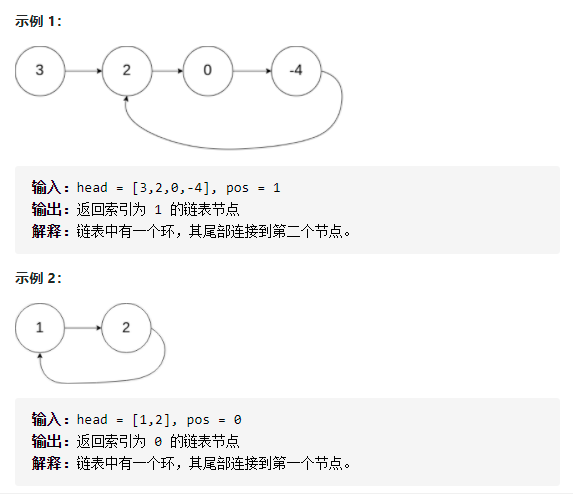 示例 1:
3 2 0 -4
输入：head = [3,2,0,-4], pos = 1
输出：返回索引为 1 的链表节点
解释：链表中有一个环，其尾部连接到第二个节点。
示例 2:
1 2
输入：head = [1,2], pos = 0
输出：返回索引为 0 的链表节点
解释：链表中有一个环，其尾部连接到第一个节点。